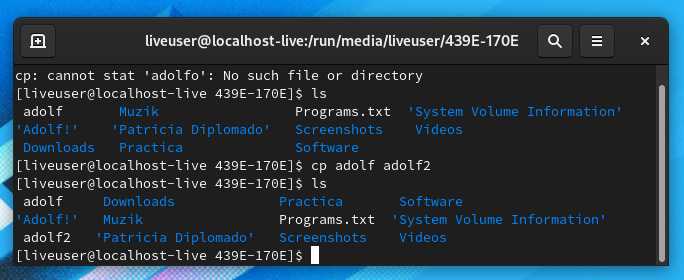 liveuser@localhost-live:/run/media/liveuser/439E-170E
cp: cannot stat 'adolfo': No such file or directory
[liveuser@localhost-live 439E-170E]$ ls
adolf Muzik Programs.txt 'System Volume Information'
'Adolf!' 'Patricia Diplomado' Screenshots Videos
Downloads Practica Software
[liveuser@localhost-live 439E-170E]$ cp adolf adolf2
[liveuser@localhost-live 439E-170E]$ ls
adolf Downloads Practica Software
'Adolf!' Muzik Programs.txt 'System Volume Information'
adolf2 'Patricia Diplomado' Screenshots Videos
[liveuser@localhost-live 439E-170E]$